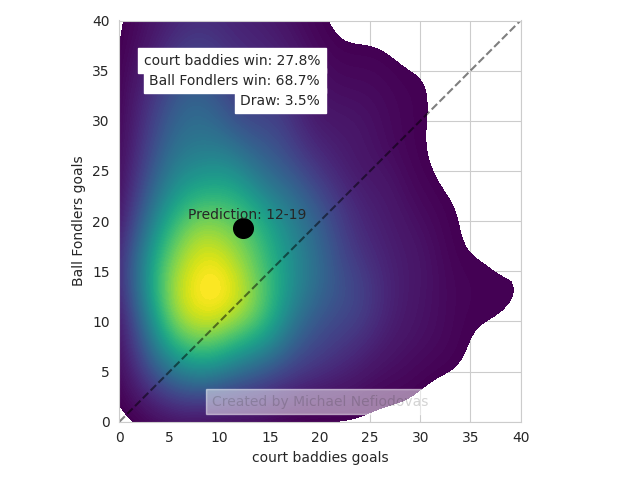 court baddies win: 27.8%
Ball Fondlers win: 68.7%
Draw: 3.5%
Prediction: 12-19
Created by Michael Nefiodovas
Ball Fondlers goals
40
35
30
25
20
15
10
5
0
0 5 10 15 20 25 30 35 40
court baddies goals